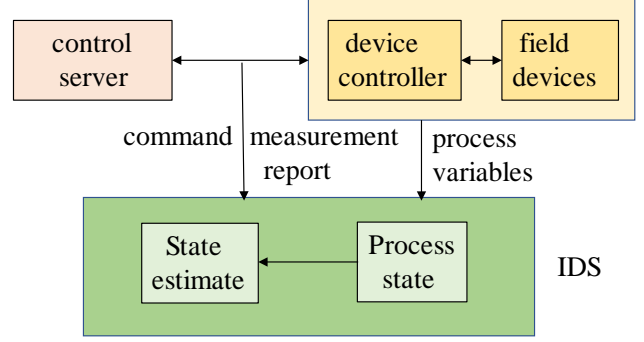 control
server
device
controller
field
devices
command
measurement
report
process
variables
State
estimate
Process
state
IDS